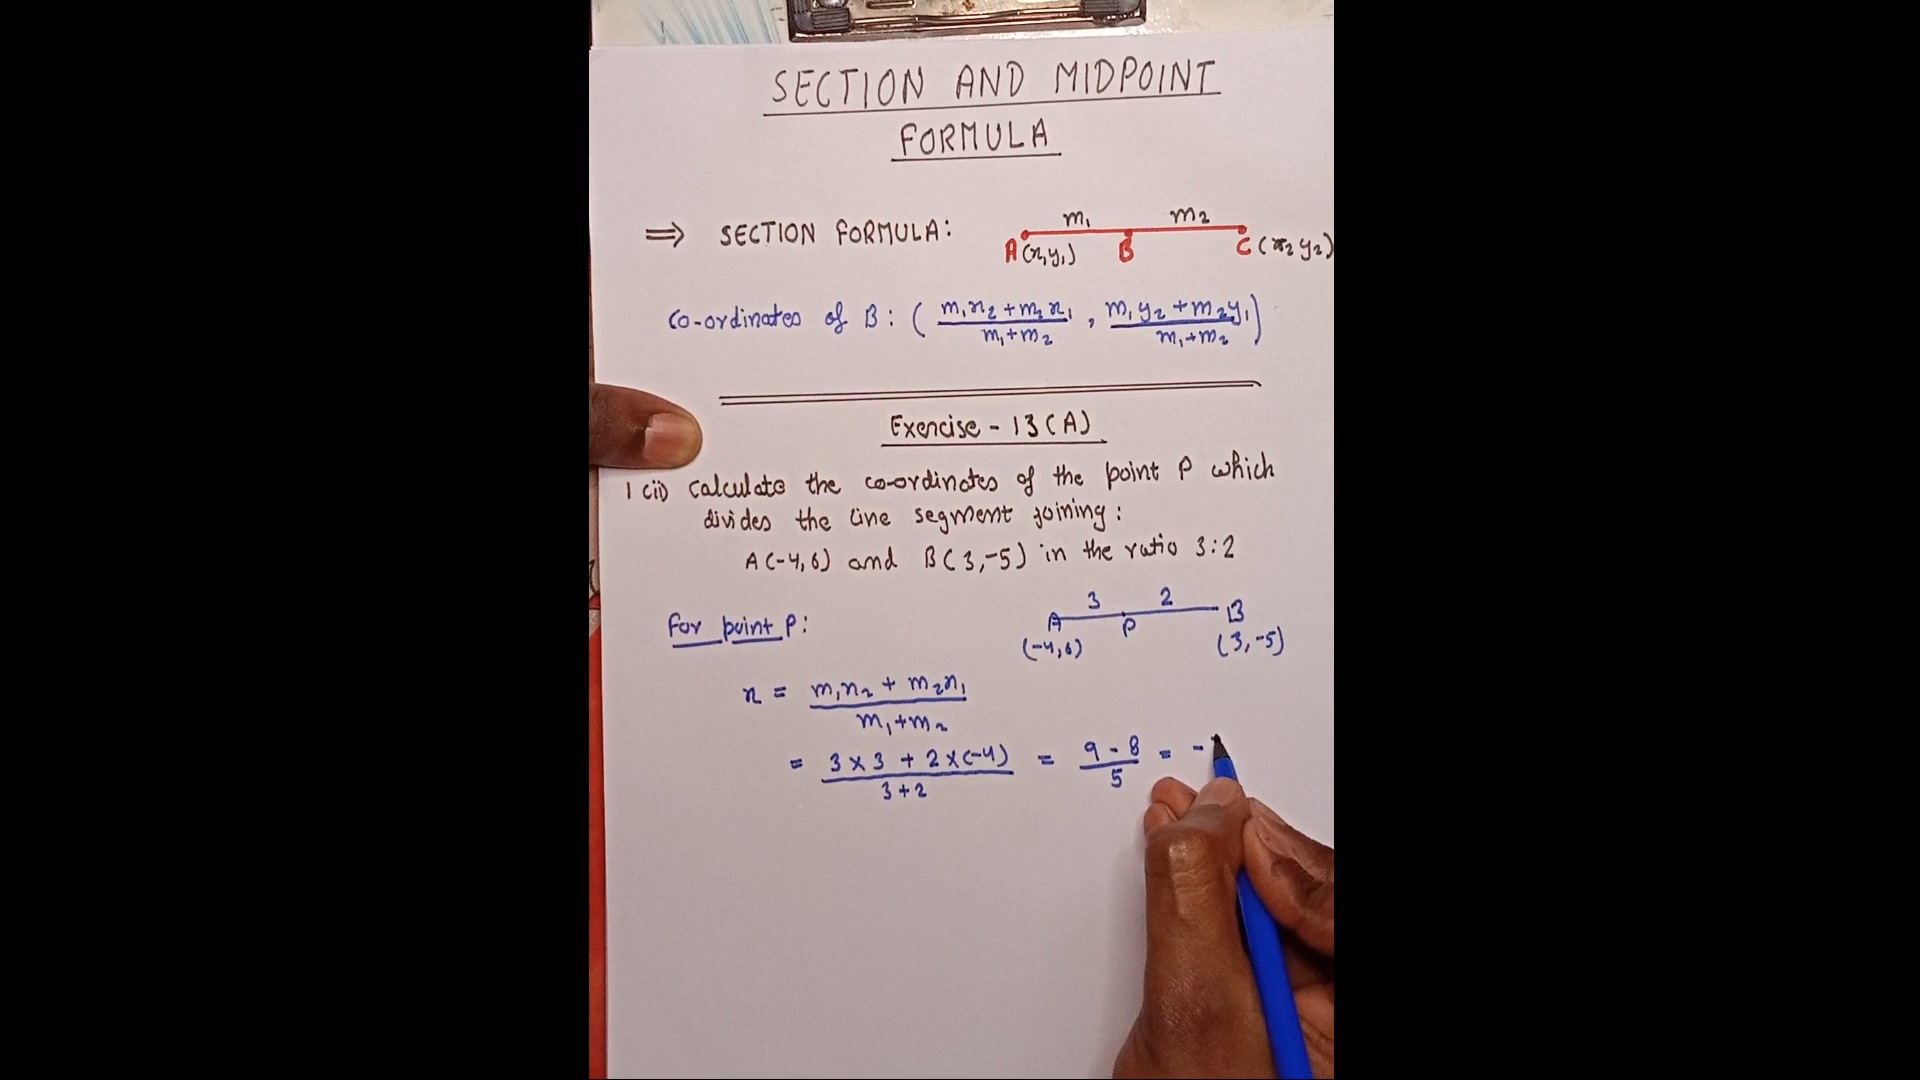 SECTION AND MIDPOINT
FORMULA
⇒ SECTION FORMULA:
m₁ m₂
A(x₁y₁) B C(x₂ y₂)
Co-ordinates of B: ( (m₁x₂+m₂x₁)/(m₁+m₂) , (m₁y₂+m₂y₁)/(m₁+m₂) )
Exercise - 13(A)
1 (ii) Calculate the co-ordinates of the point P which
divides the line segment joining:
A(-4,6) and B(3,-5) in the ratio 3:2
3 2
A P B
(-4,6) (3,-5)
For point P:
x = (m₁x₂ + m₂x₁)/(m₁+m₂)
= (3×3 + 2×(-4))/(3+2) = (9-8)/5 = -